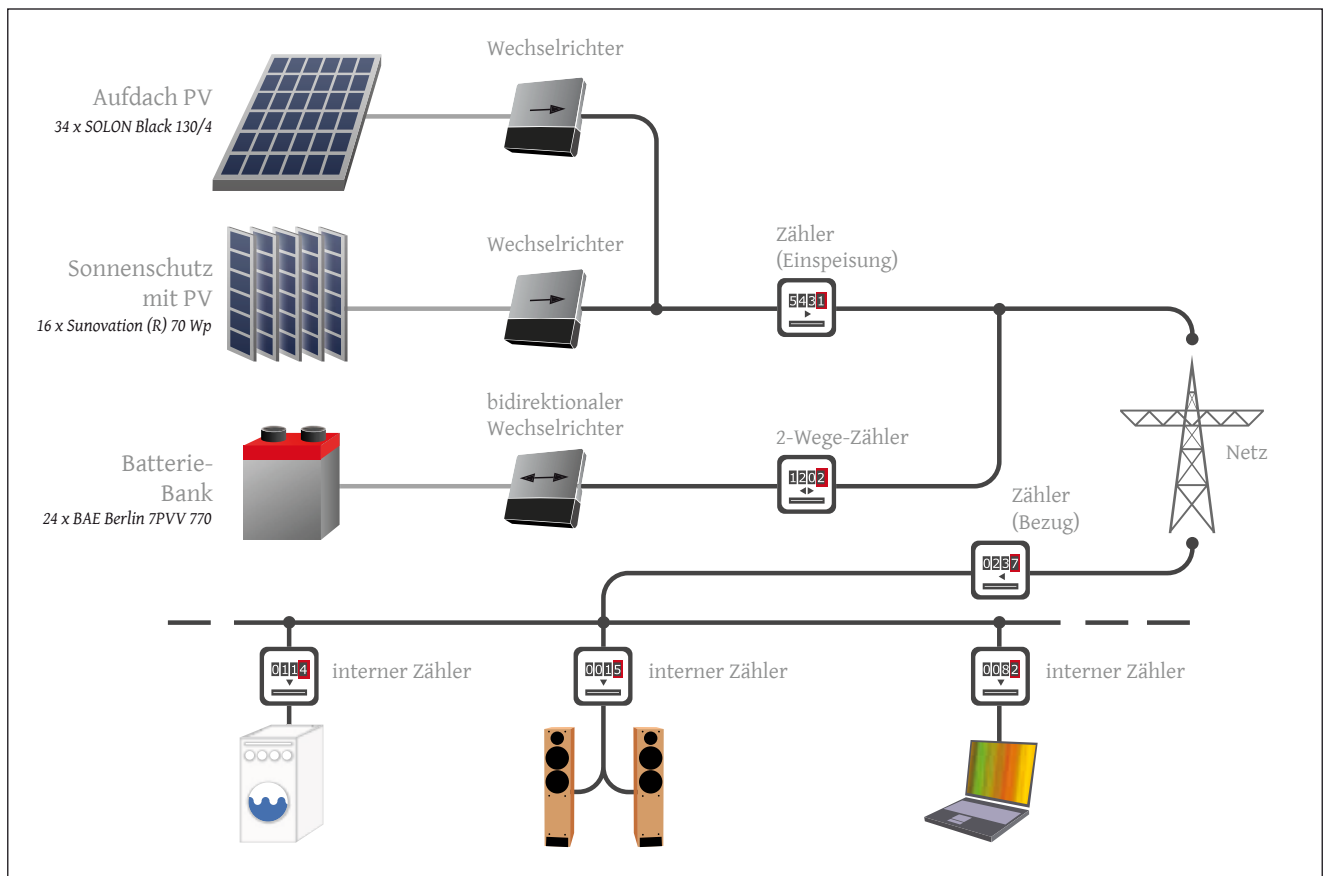 Wechselrichter
Aufdach PV
34 x SOLON Black 130/4
Wechselrichter
Zähler
(Einspeisung)
Sonnenschutz
mit PV
16 x Sunovation (R) 70 Wp
5431
bidirektionaler
Wechselrichter
2-Wege-Zähler
Batterie-
Bank
24 x BAE Berlin 7PVV 770
1202
Netz
Zähler
(Bezug)
0237
0114
interner Zähler
0015
interner Zähler
0082
interner Zähler